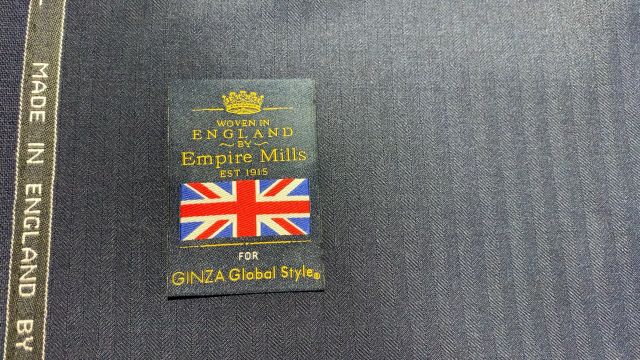 MADE IN ENGLAND BY
WOVEN IN
ENGLAND
~BY~
Empire Mills
EST 1915
FOR
GINZA Global Style®